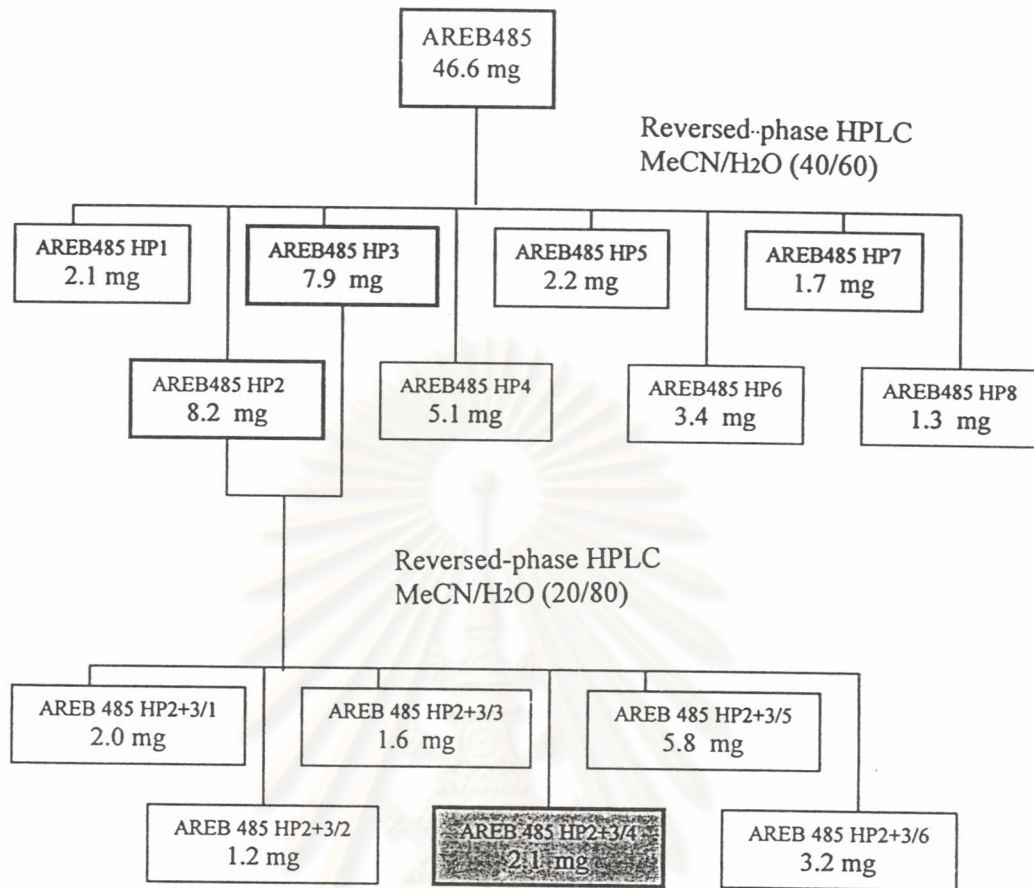 AREB485
46.6 mg
Reversed-phase HPLC
MeCN/H2O (40/60)
AREB485 HP1
2.1 mg
AREB485 HP3
7.9 mg
AREB485 HP5
2.2 mg
AREB485 HP7
1.7 mg
AREB485 HP2
8.2 mg
AREB485 HP4
5.1 mg
AREB485 HP6
3.4 mg
AREB485 HP8
1.3 mg
Reversed-phase HPLC
MeCN/H2O (20/80)
AREB 485 HP2+3/1
2.0 mg
AREB 485 HP2+3/3
1.6 mg
AREB 485 HP2+3/5
5.8 mg
AREB 485 HP2+3/2
1.2 mg
AREB 485 HP2+3/4
2.1 mg
AREB 485 HP2+3/6
3.2 mg